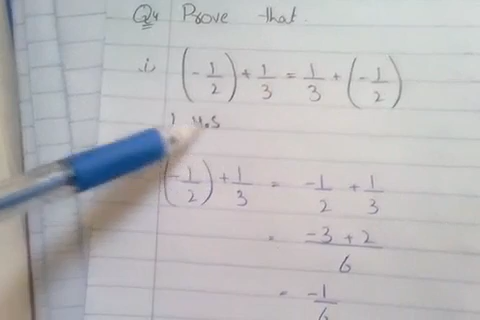 Q4 Prove that.
i, (-1/2) + 1/3 = 1/3 + (-1/2)
L.H.S
(-1/2) + 1/3 = -1/2 + 1/3
= -3 + 2/6
= -1/6